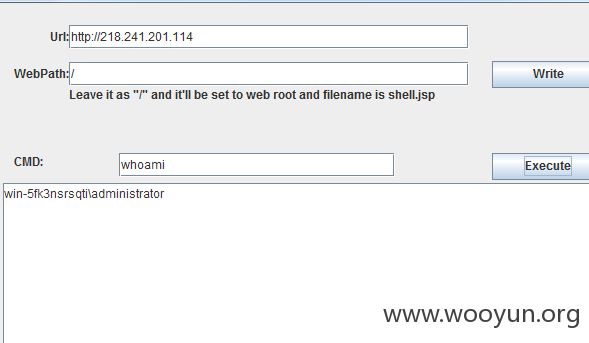 Url: http://218.241.201.114
WebPath: / Write
Leave it as "/" and it'll be set to web root and filename is shell.jsp
CMD: whoami Execute
win-5fk3nsrsqti\administrator
www.wooyun.org